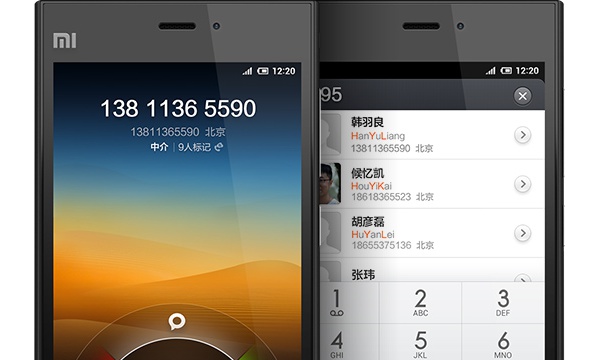 mi
12:20
138 1136 5590
13811365590 北京
中介 | 9人标记
12:20
95
韩羽良
HanYuLiang
13811365590 北京
候忆凯
HouYiKai
18618365523 北京
胡彦磊
HuYanLei
18655375136 北京
张玮
1
2
ABC
3
DEF
4
GHI
5
JKL
6
MNO